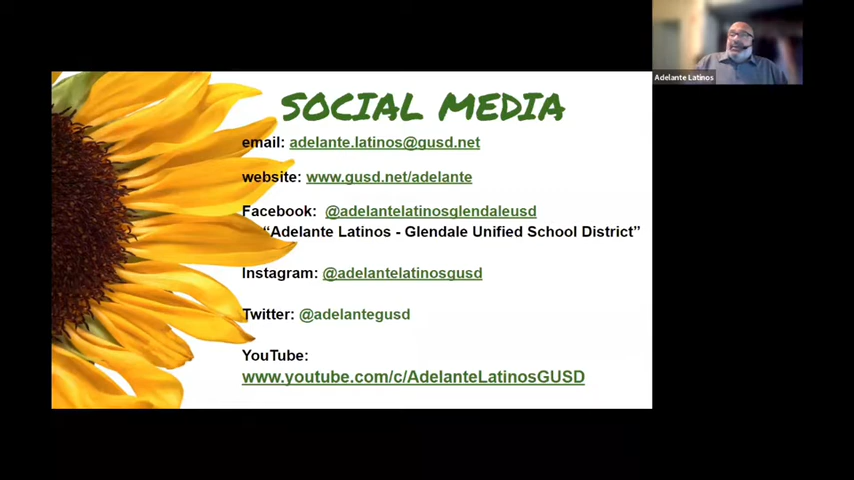 SOCIAL MEDIA
email: adelante.latinos@gusd.net
website: www.gusd.net/adelante
Facebook: @adelantelatinosglendaleusd
“Adelante Latinos - Glendale Unified School District”
Instagram: @adelantelatinosgusd
Twitter: @adelantegusd
YouTube:
www.youtube.com/c/AdelanteLatinosGUSD
Adelante Latinos